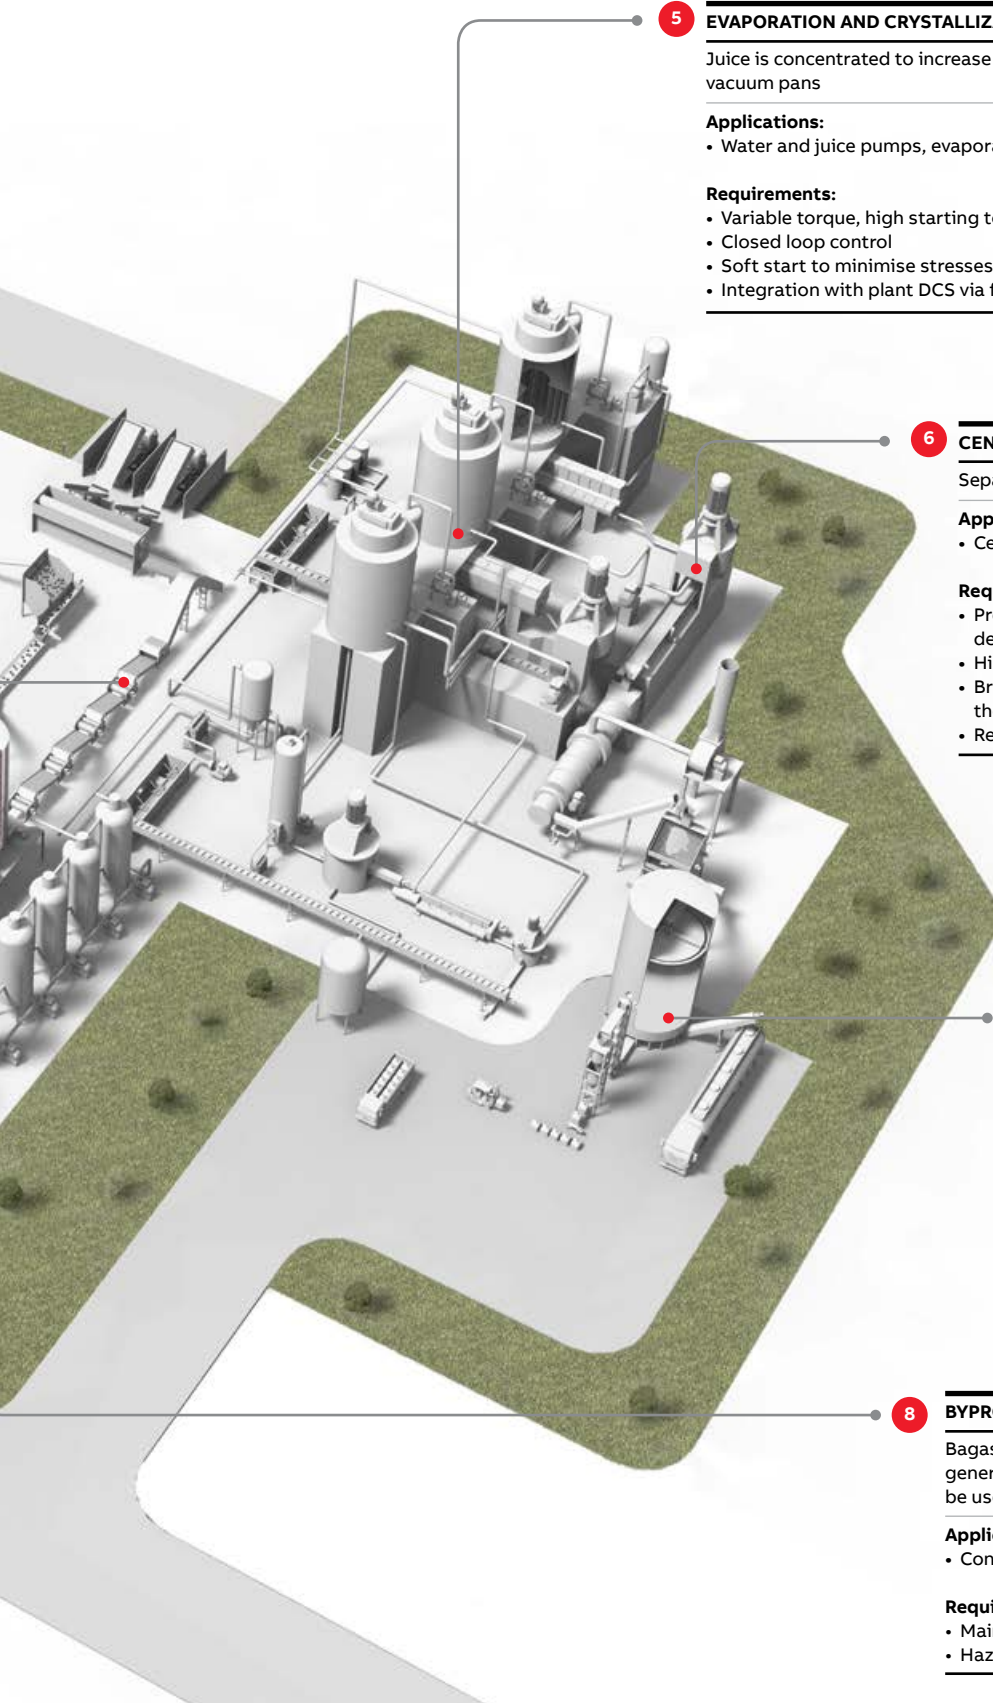 5
EVAPORATION AND CRYSTALLIZ
Juice is concentrated to increase
vacuum pans
Applications:
• Water and juice pumps, evapora
Requirements:
• Variable torque, high starting to
• Closed loop control
• Soft start to minimise stresses
• Integration with plant DCS via f
6
CEN
Sepa
App
• Ce
Req
• Pr
de
• Hi
• Br
th
• Re
8
BYPR
Bagas
gener
be us
Appli
• Con
Requi
• Mai
• Haz